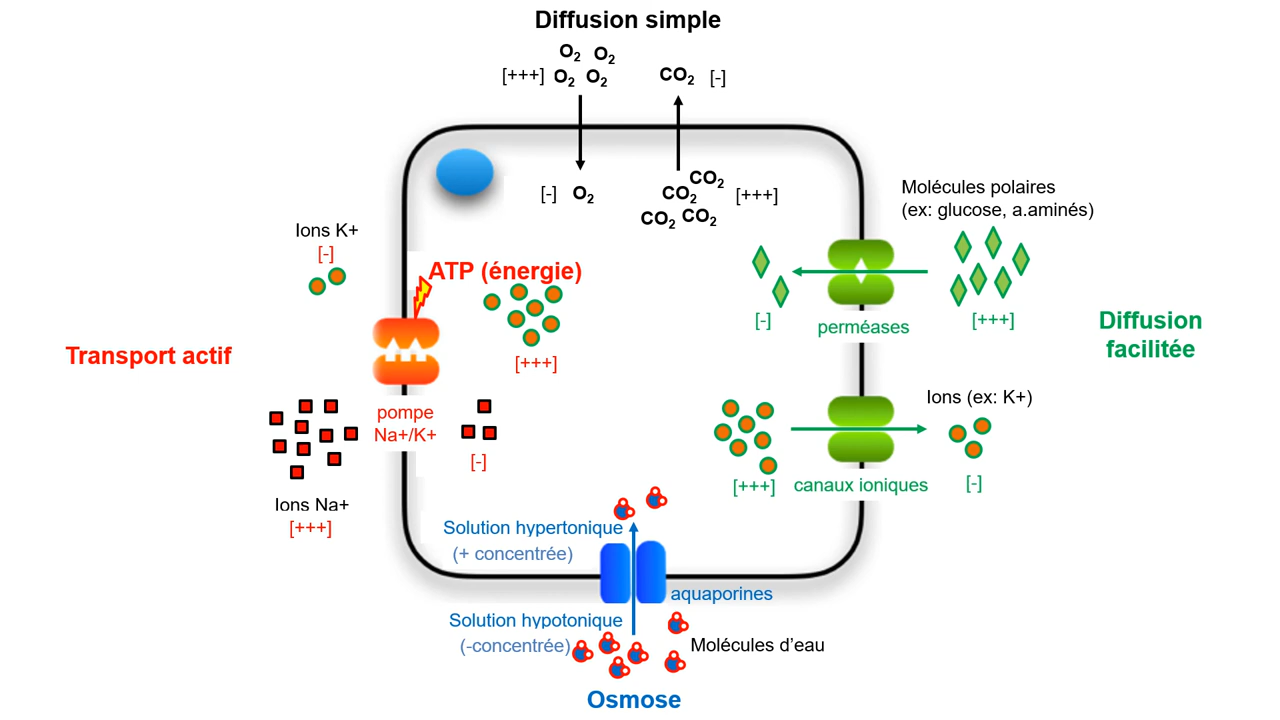 Diffusion simple
O2 O2
[+++] O2 O2
CO2 [-]
[-] O2
CO2
CO2 [+++]
CO2 CO2
Molécules polaires
(ex: glucose, a.aminés)
[-]
[+++]
perméases
Diffusion
facilitée
Ions K+
[-]
ATP (énergie)
[+++]
Transport actif
pompe
Na+/K+
[-]
Ions Na+
[+++]
Ions (ex: K+)
[+++]
canaux ioniques
[-]
Solution hypertonique
(+ concentrée)
aquaporines
Solution hypotonique
(-concentrée)
Molécules d’eau
Osmose